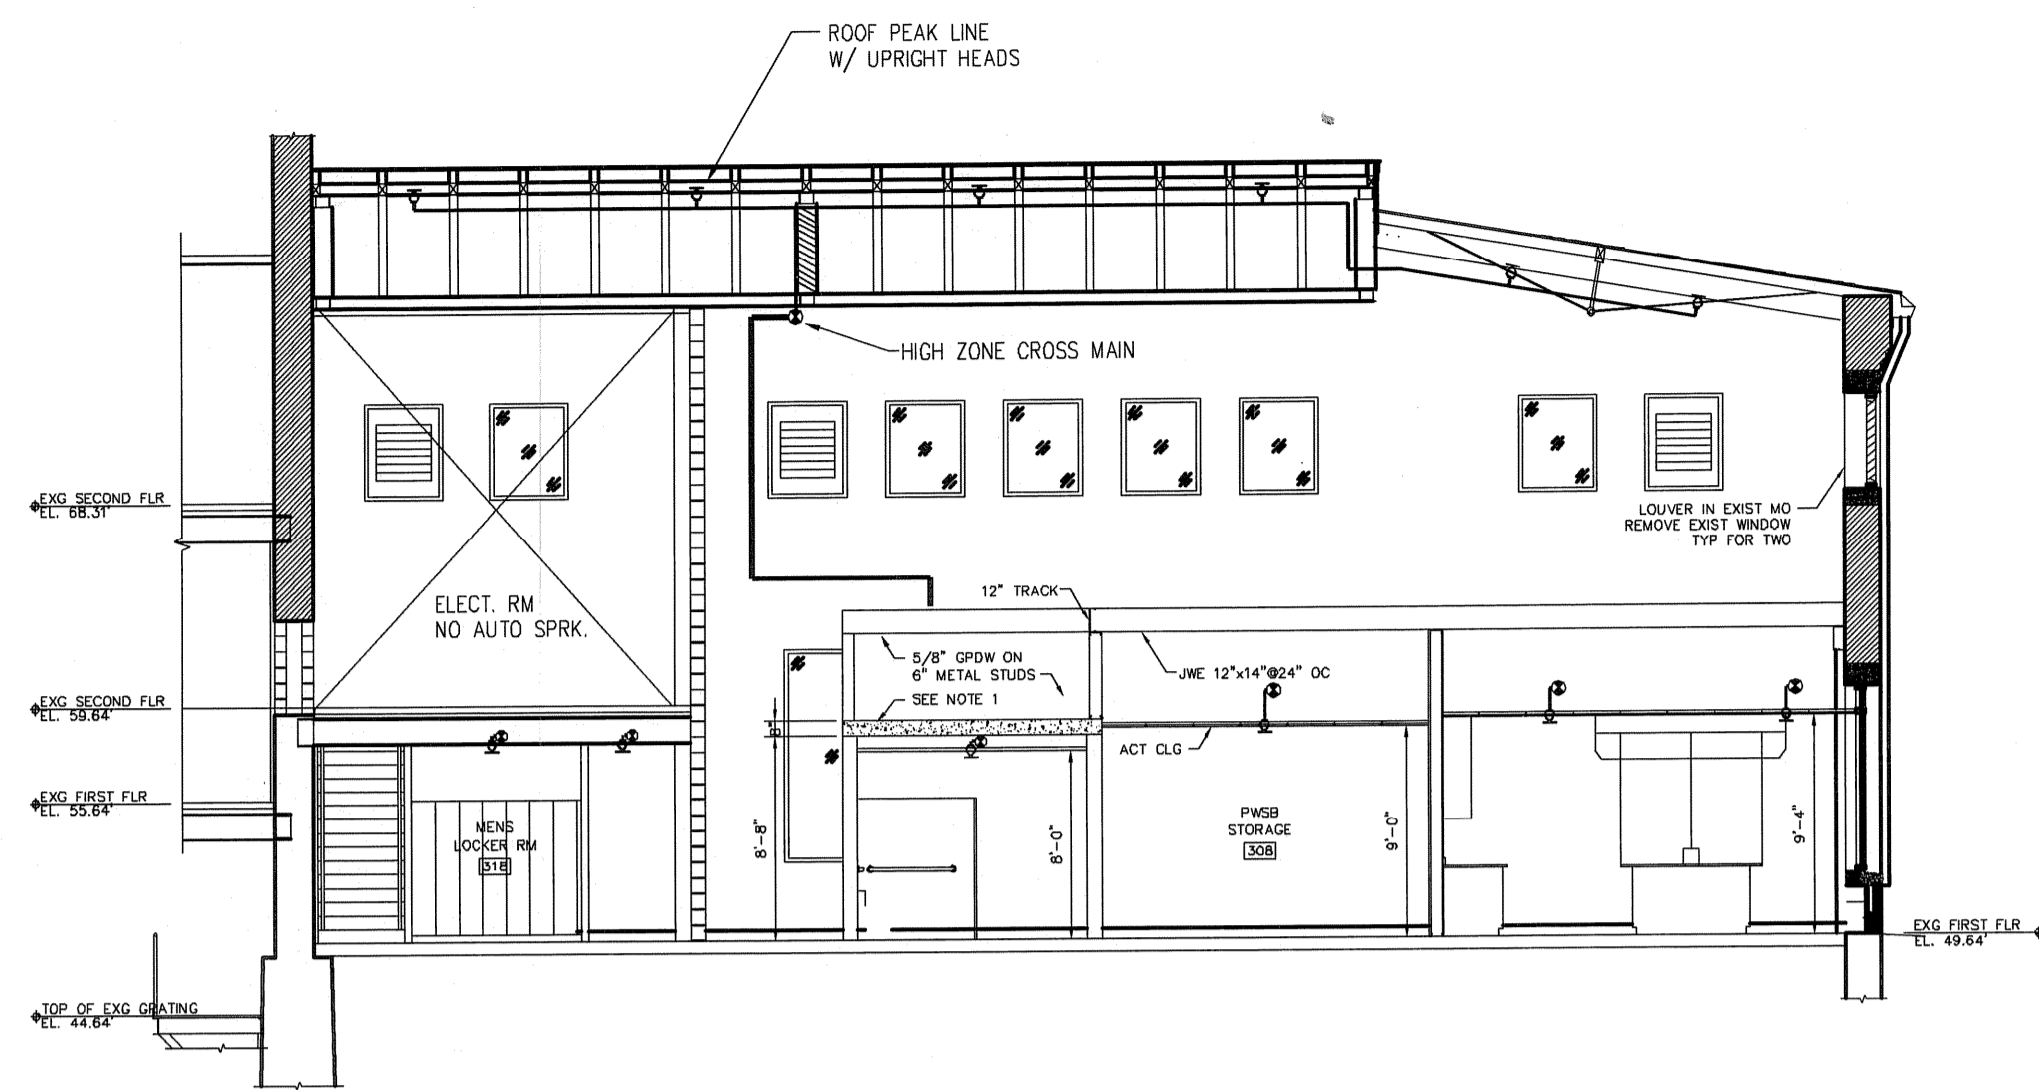 ROOF PEAK LINE
W/ UPRIGHT HEADS
HIGH ZONE CROSS MAIN
EXG SECOND FLR
EL. 68.31'
LOUVER IN EXIST MO
REMOVE EXIST WINDOW
TYP FOR TWO
12" TRACK
ELECT. RM
NO AUTO SPRK.
5/8" GPDW ON
6" METAL STUDS
SEE NOTE 1
JWE 12"x14"@24" OC
EXG SECOND FLR
EL. 59.64'
8"
ACT CLG
EXG FIRST FLR
EL. 55.64'
MENS
LOCKER RM
318
8'-8"
8'-0"
PWSB
STORAGE
308
9'-0"
9'-4"
EXG FIRST FLR
EL. 49.64'
TOP OF EXG GRATING
EL. 44.64'